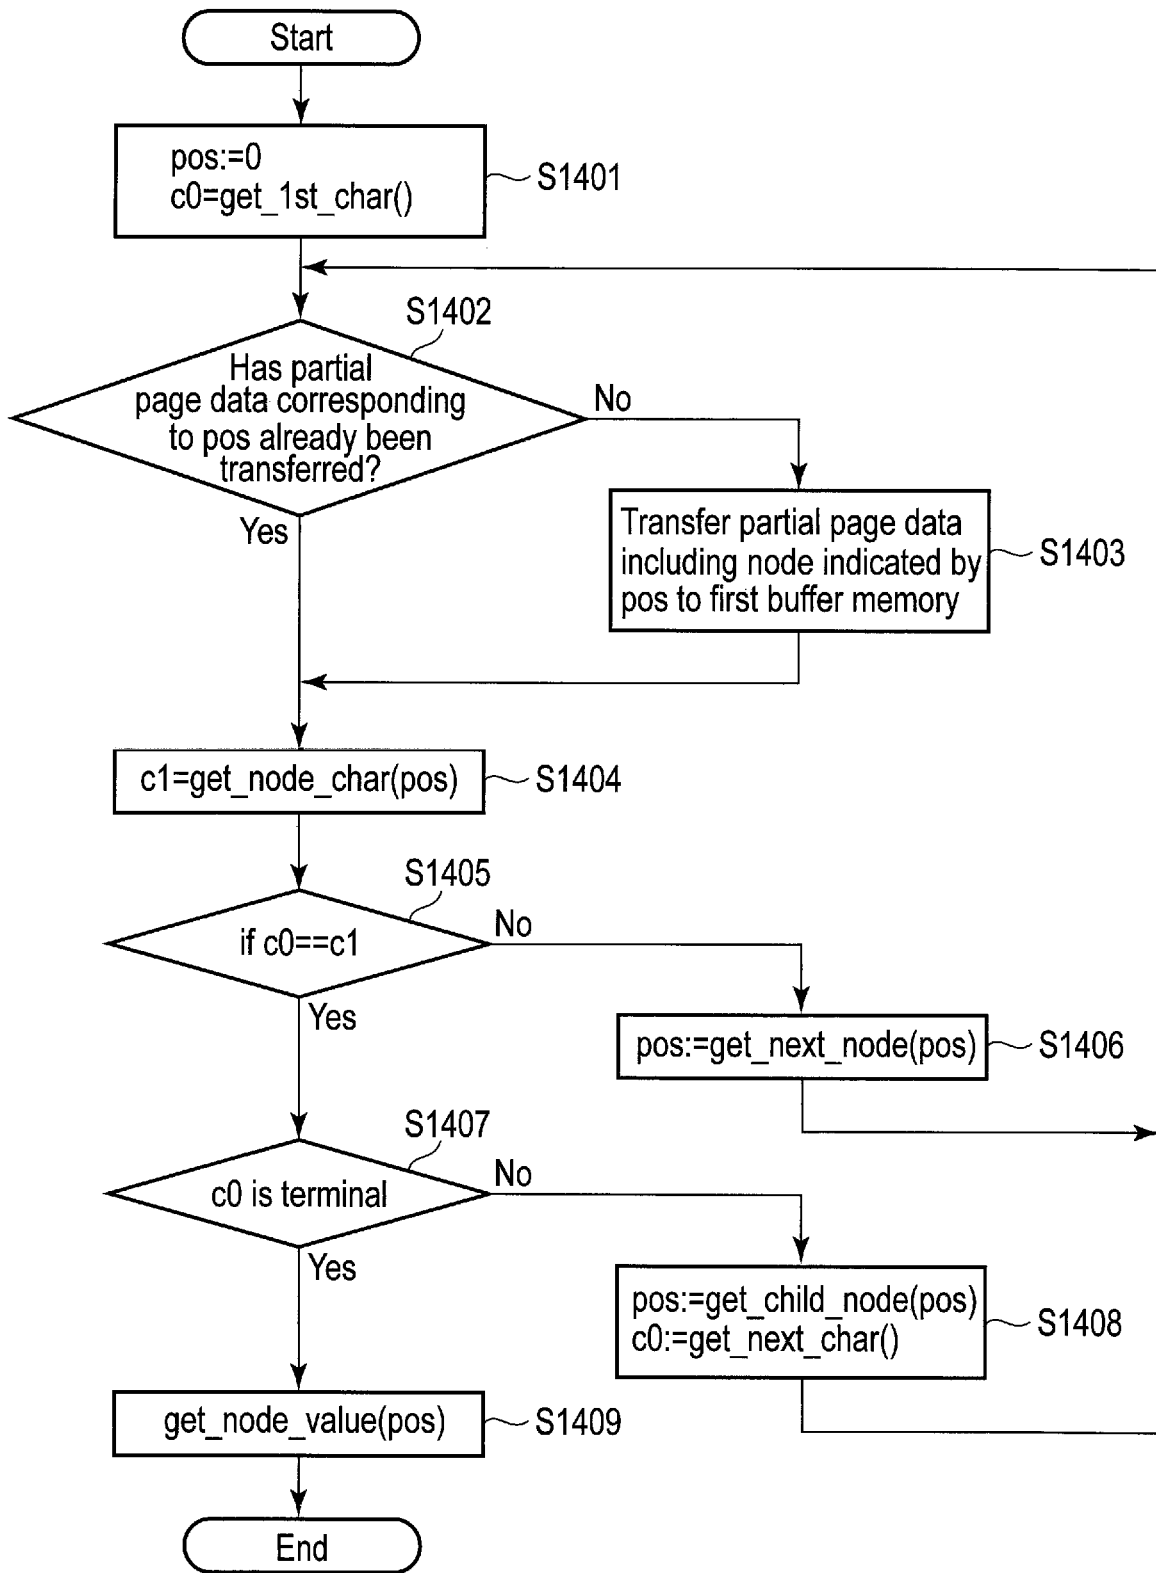 Start
pos:=0
c0=get_1st_char()
S1401
S1402
Has partial
page data corresponding
to pos already been
transferred?
No
Yes
Transfer partial page data
including node indicated by
pos to first buffer memory
S1403
c1=get_node_char(pos)
S1404
S1405
if c0==c1
No
Yes
pos:=get_next_node(pos)
S1406
S1407
c0 is terminal
No
Yes
pos:=get_child_node(pos)
c0:=get_next_char()
S1408
get_node_value(pos)
S1409
End